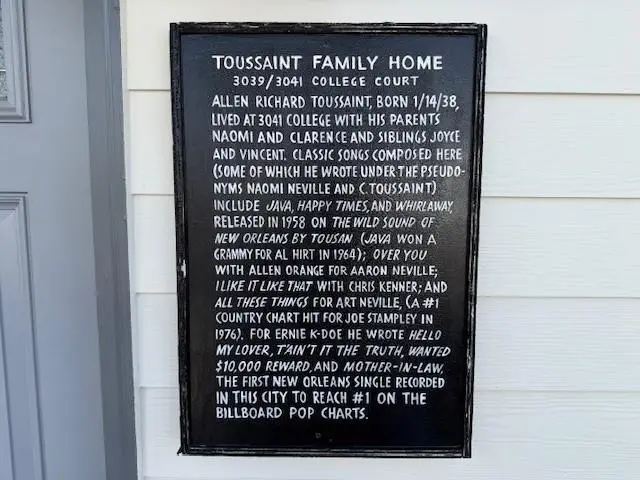 TOUSSAINT FAMILY HOME
3039/3041 COLLEGE COURT
ALLEN RICHARD TOUSSAINT, BORN 1/14/38,
LIVED AT 3041 COLLEGE WITH HIS PARENTS
NAOMI AND CLARENCE AND SIBLINGS JOYCE
AND VINCENT. CLASSIC SONGS COMPOSED HERE
(SOME OF WHICH HE WROTE UNDER THE PSEUDO-
NYMS NAOMI NEVILLE AND C. TOUSSAINT)
INCLUDE JAVA, HAPPY TIMES, AND WHIRLAWAY,
RELEASED IN 1958 ON THE WILD SOUND OF
NEW ORLEANS BY TOUSAN (JAVA WON A
GRAMMY FOR AL HIRT IN 1964); OVER YOU
WITH ALLEN ORANGE FOR AARON NEVILLE;
I LIKE IT LIKE THAT WITH CHRIS KENNER; AND
ALL THESE THINGS FOR ART NEVILLE, (A #1
COUNTRY CHART HIT FOR JOE STAMPLEY IN
1976). FOR ERNIE K-DOE HE WROTE HELLO
MY LOVER, T'AIN'T IT THE TRUTH, WANTED
$10,000 REWARD, AND MOTHER-IN-LAW,
THE FIRST NEW ORLEANS SINGLE RECORDED
IN THIS CITY TO REACH #1 ON THE
BILLBOARD POP CHARTS.